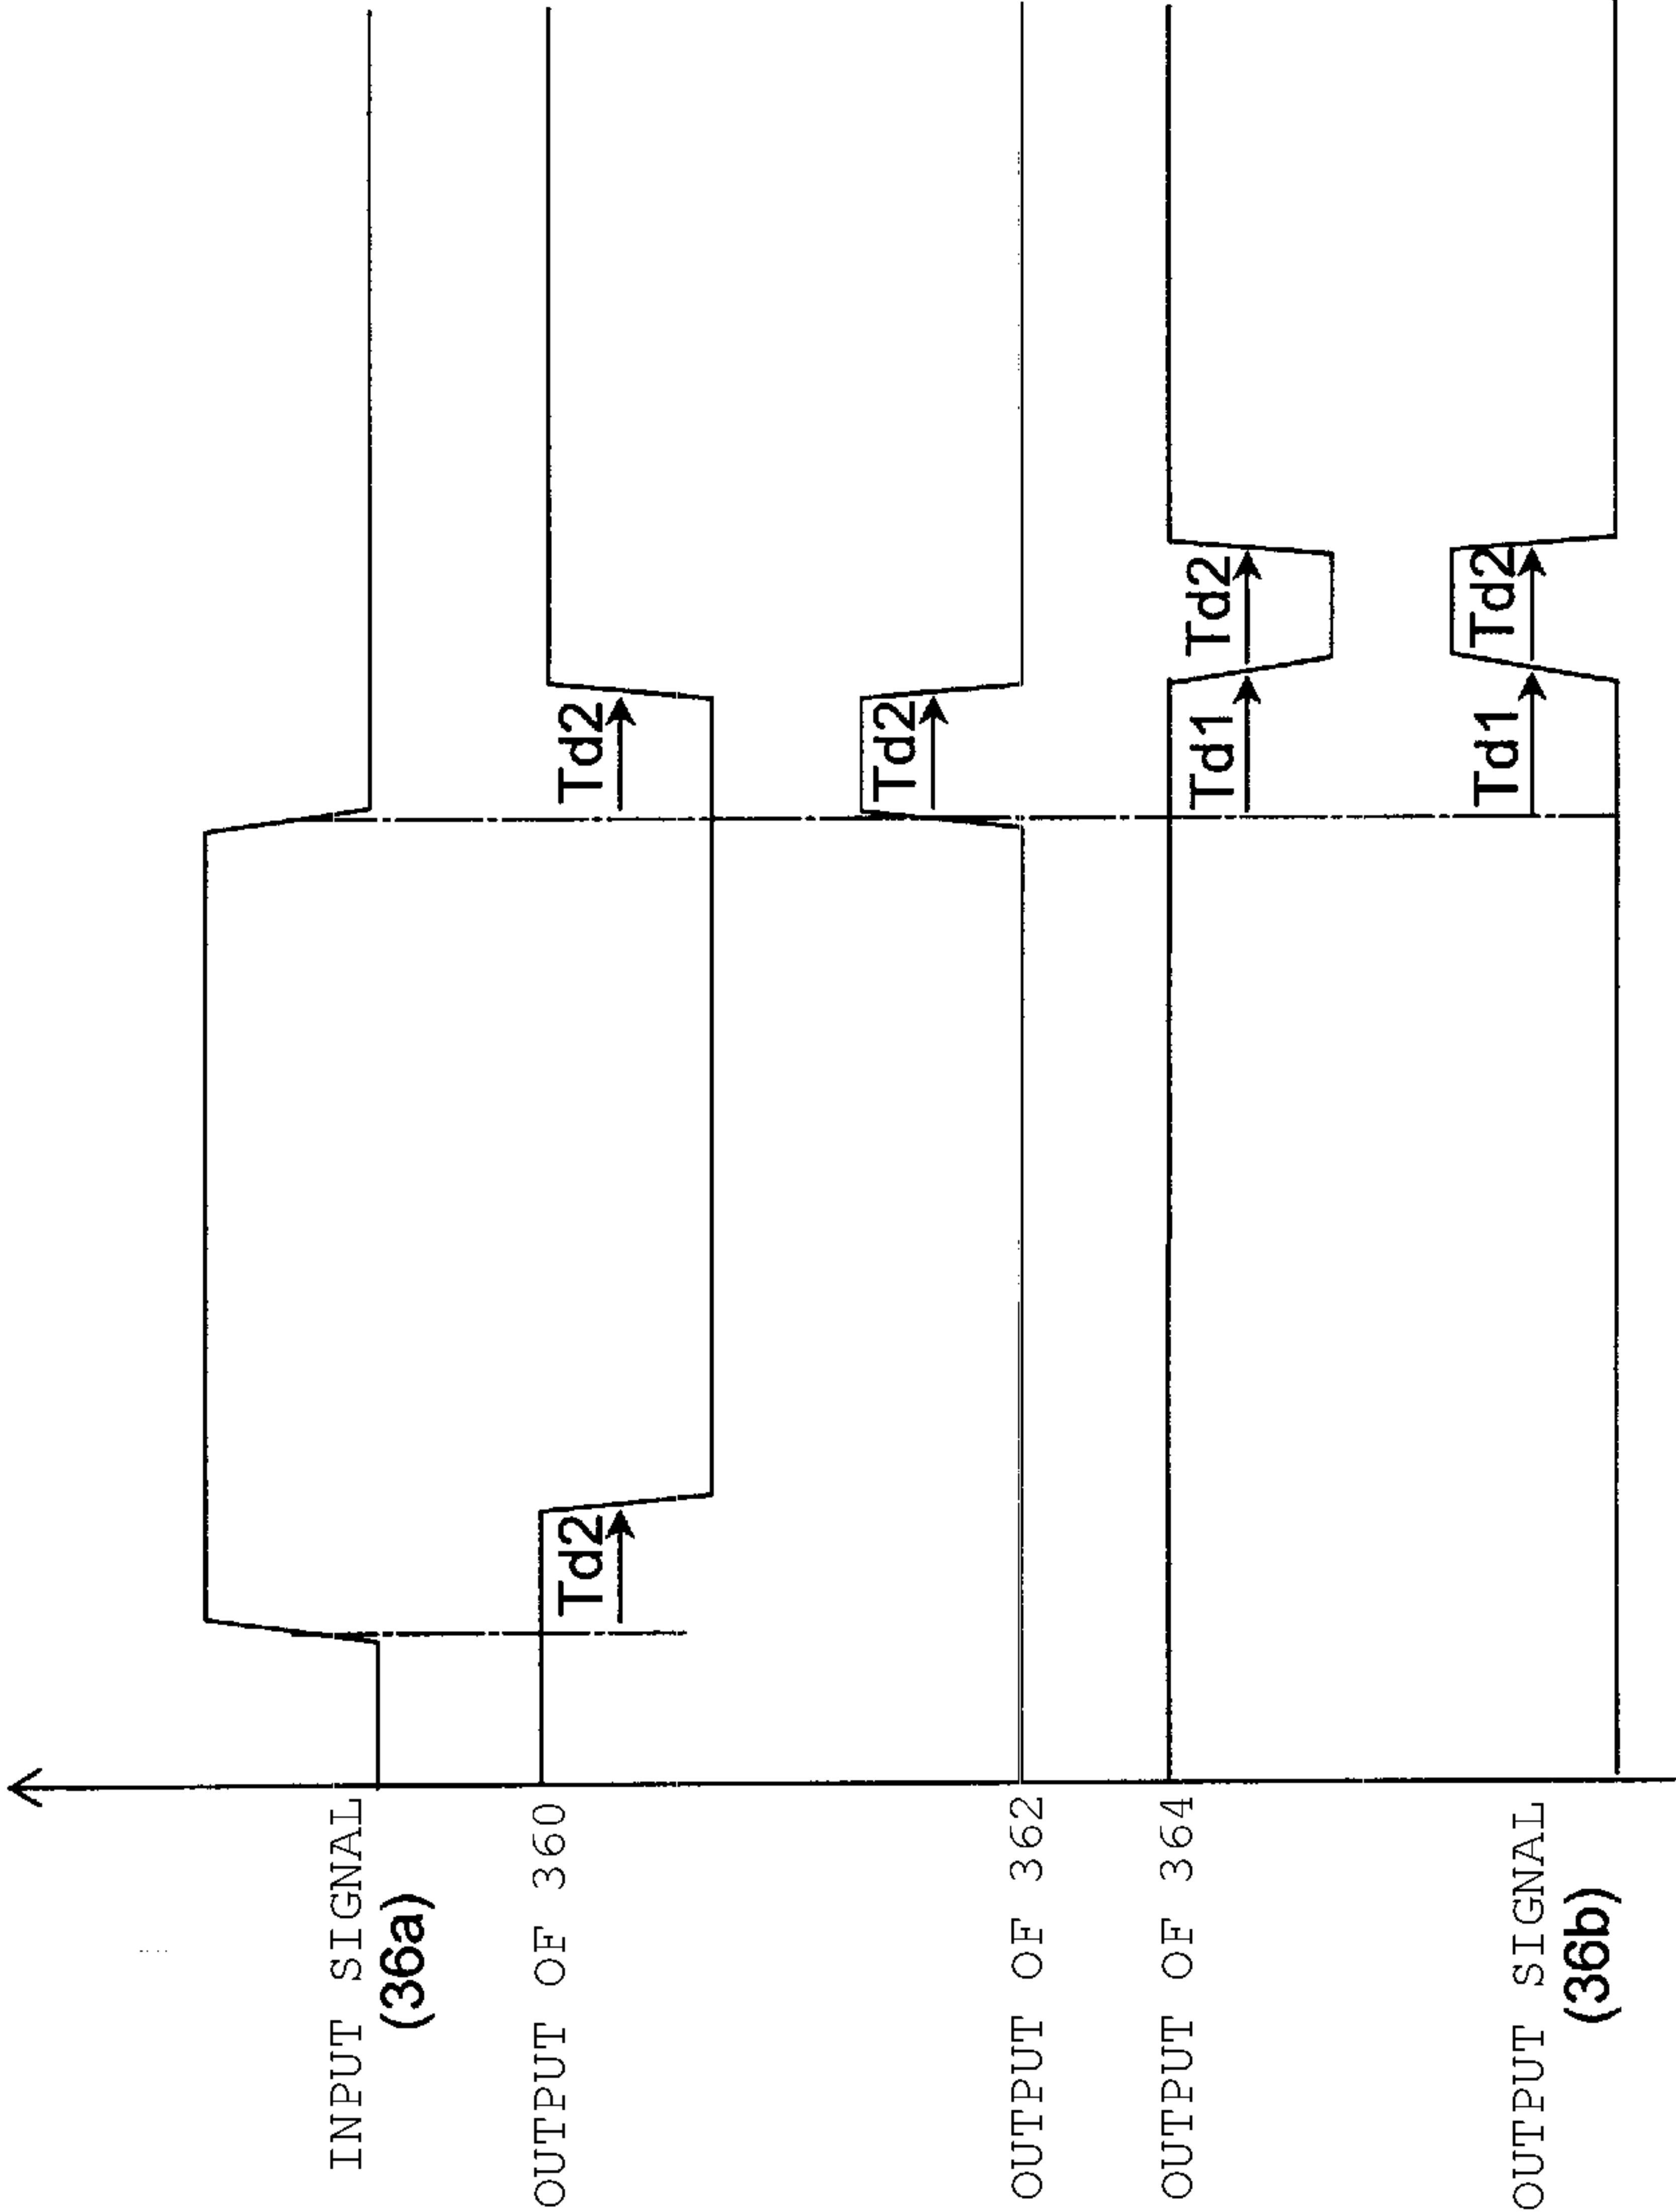 INPUT SIGNAL
(36a)
OUTPUT OF 360
Td2
Td2
OUTPUT OF 362
Td2
OUTPUT OF 364
Td1
Td2
OUTPUT SIGNAL
(36b)
Td1
Td2